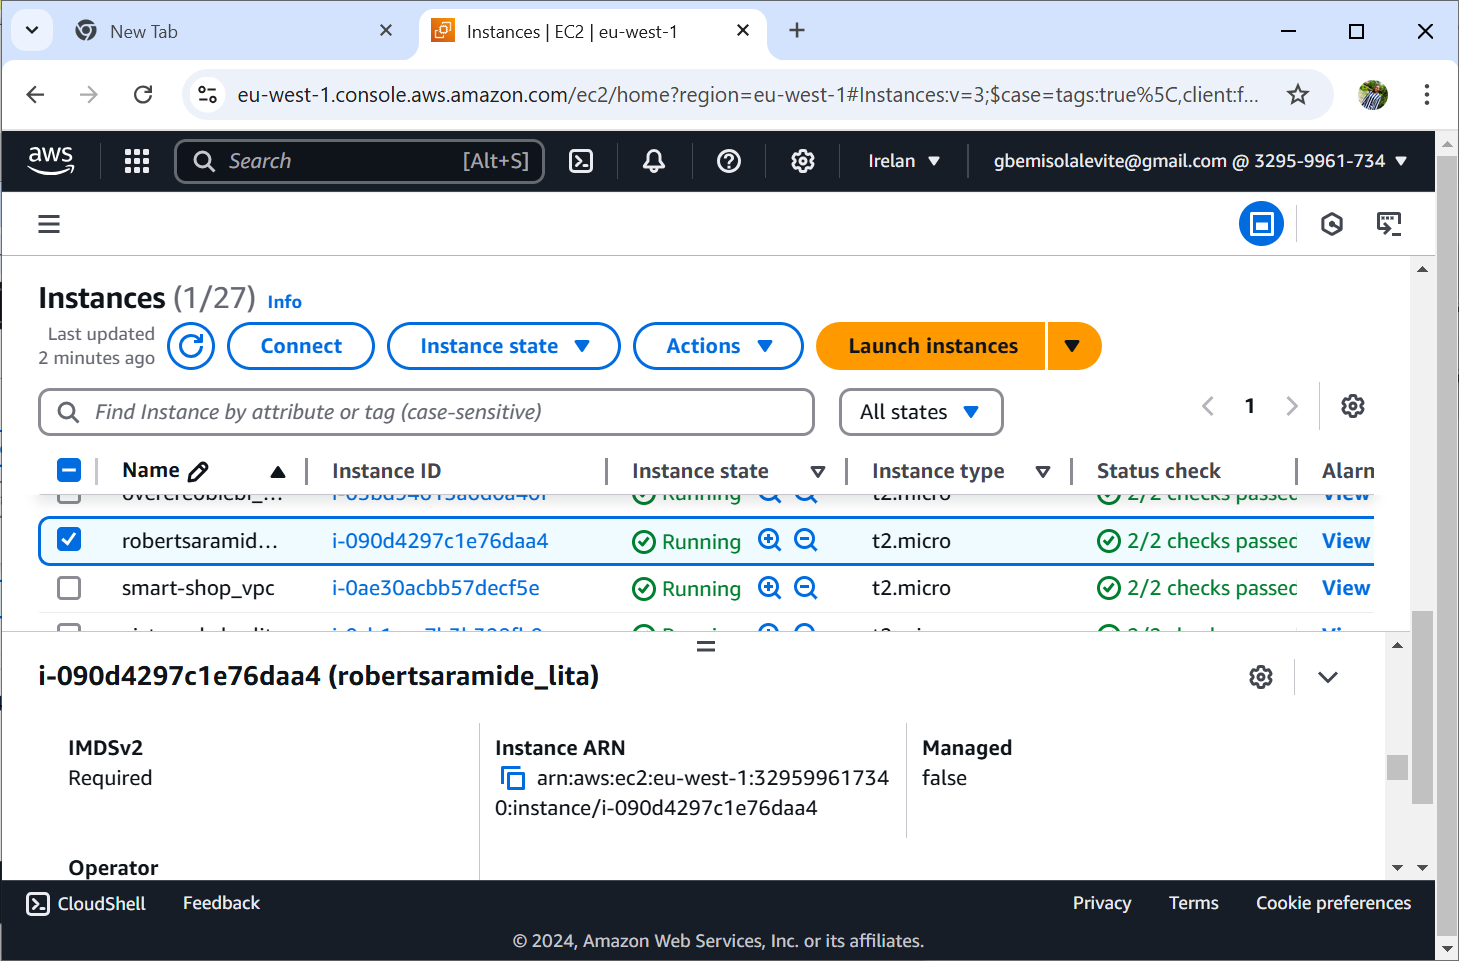 New Tab
Instances | EC2 | eu-west-1
eu-west-1.console.aws.amazon.com/ec2/home?region=eu-west-1#Instances:v=3;$case=tags:true%5C,client:f...
aws
Search [Alt+S]
Irelan
gbemisolalevite@gmail.com @ 3295-9961-734
Instances (1/27) Info
Last updated
2 minutes ago
Connect
Instance state
Actions
Launch instances
Find Instance by attribute or tag (case-sensitive)
All states
1
Name Instance ID Instance state Instance type Status check Alarn
Running t2.micro 2/2 checks passed View
robertsaramid... i-090d4297c1e76daa4 Running t2.micro 2/2 checks passed View
smart-shop_vpc i-0ae30acbb57decf5e Running t2.micro 2/2 checks passed View
i-090d4297c1e76daa4 (robertsaramide_lita)
IMDSv2
Required
Instance ARN
arn:aws:ec2:eu-west-1:32959961734
0:instance/i-090d4297c1e76daa4
Managed
false
Operator
CloudShell
Feedback
Privacy
Terms
Cookie preferences
© 2024, Amazon Web Services, Inc. or its affiliates.